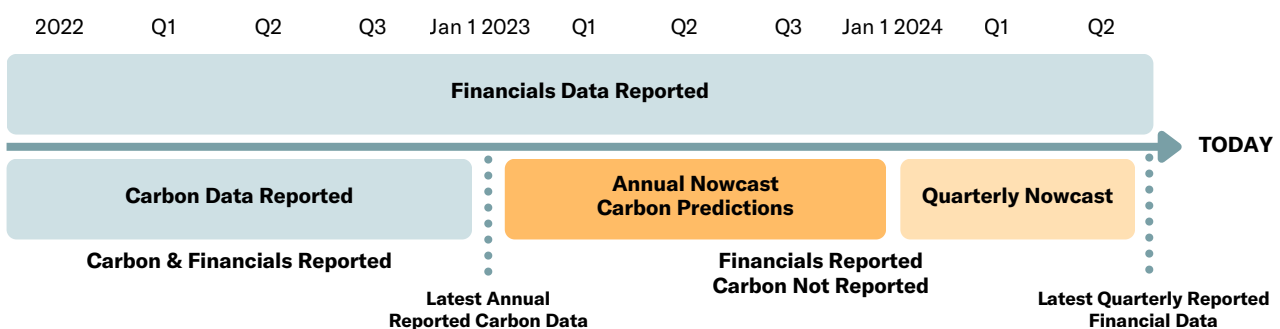 2022 Q1 Q2 Q3 Jan 1 2023 Q1 Q2 Q3 Jan 1 2024 Q1 Q2
Financials Data Reported
TODAY
Carbon Data Reported
Annual Nowcast
Carbon Predictions
Quarterly Nowcast
Carbon & Financials Reported
Financials Reported
Carbon Not Reported
Latest Annual
Reported Carbon Data
Latest Quarterly Reported
Financial Data